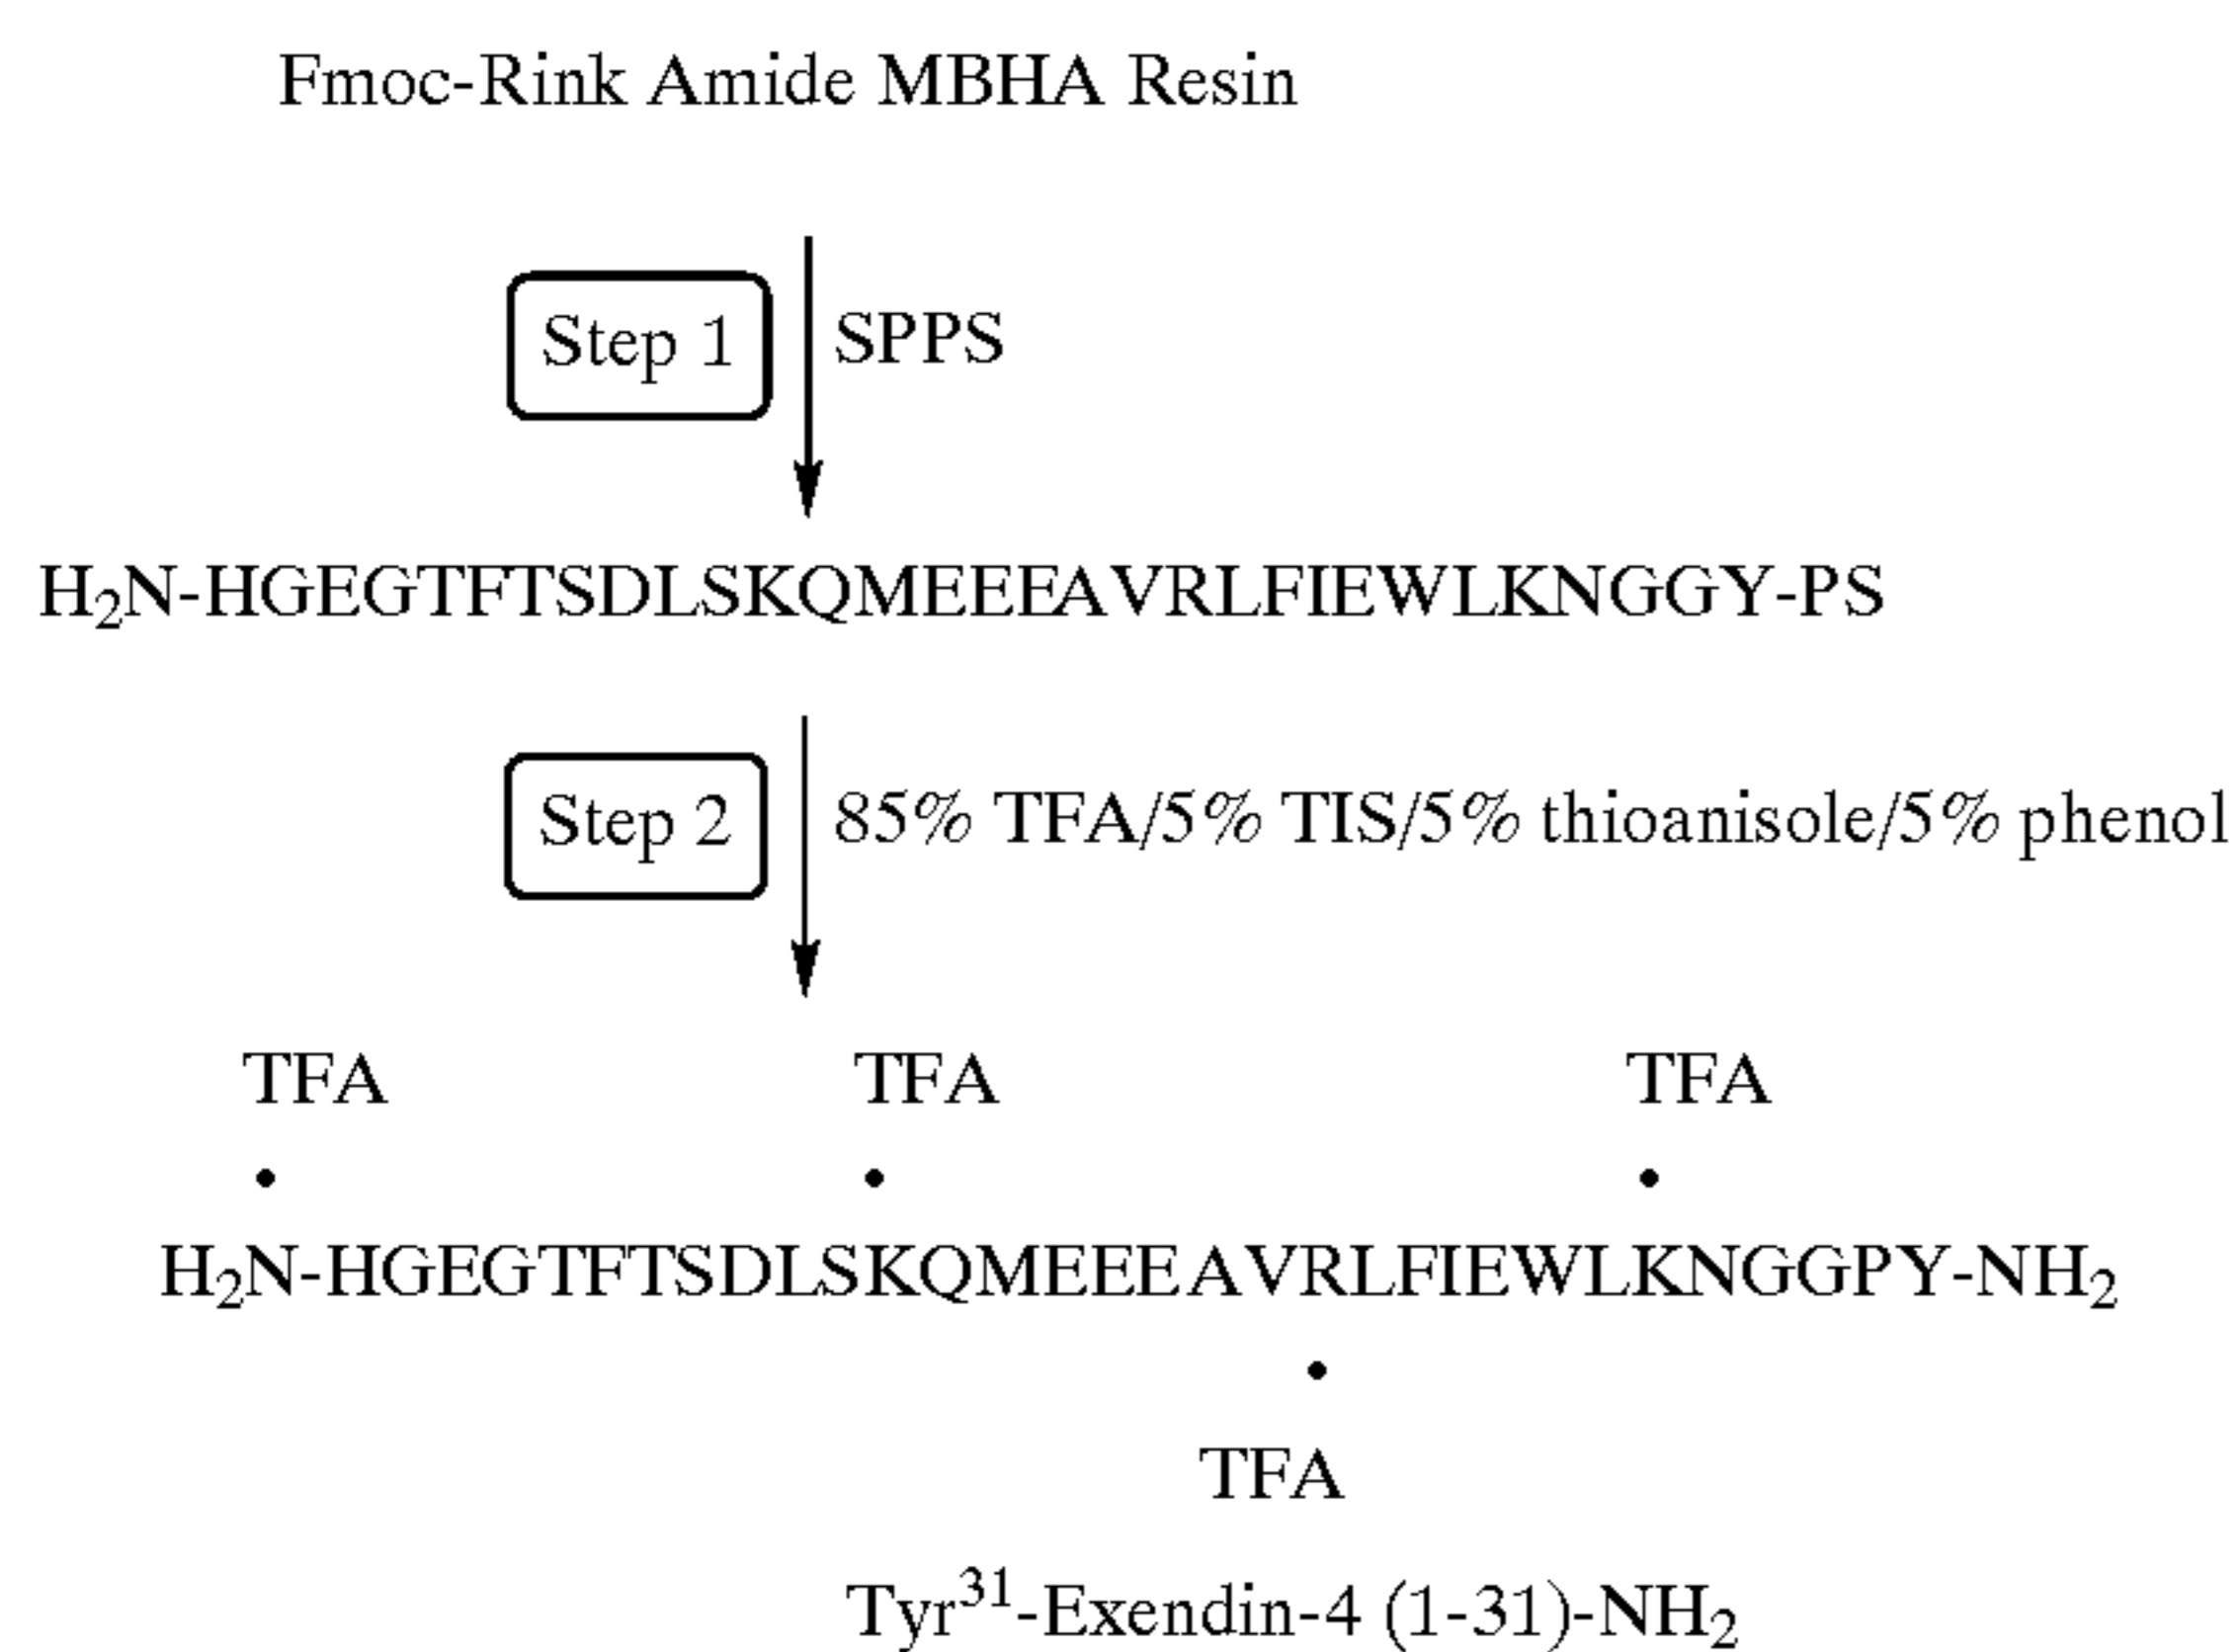 Fmoc-Rink Amide MBHA Resin
Step 1
SPPS
H₂N-HGEGTFTSDLSKQMEEEAVRLFIEWLKNGGY-PS
Step 2
85% TFA/5% TIS/5% thioanisole/5% phenol
TFA TFA TFA
• • •
H₂N-HGEGTFTSDLSKQMEEEAVRLFIEWLKNGGPY-NH₂
•
TFA
Tyr³¹-Exendin-4 (1-31)-NH₂